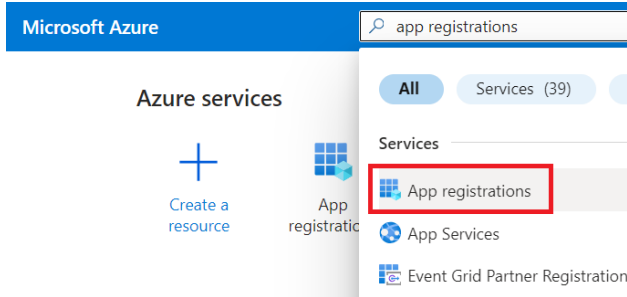 Microsoft Azure
app registrations
All
Services (39)
Azure services
Services
Create a
resource
App
App registrations
App Services
Event Grid Partner Registration